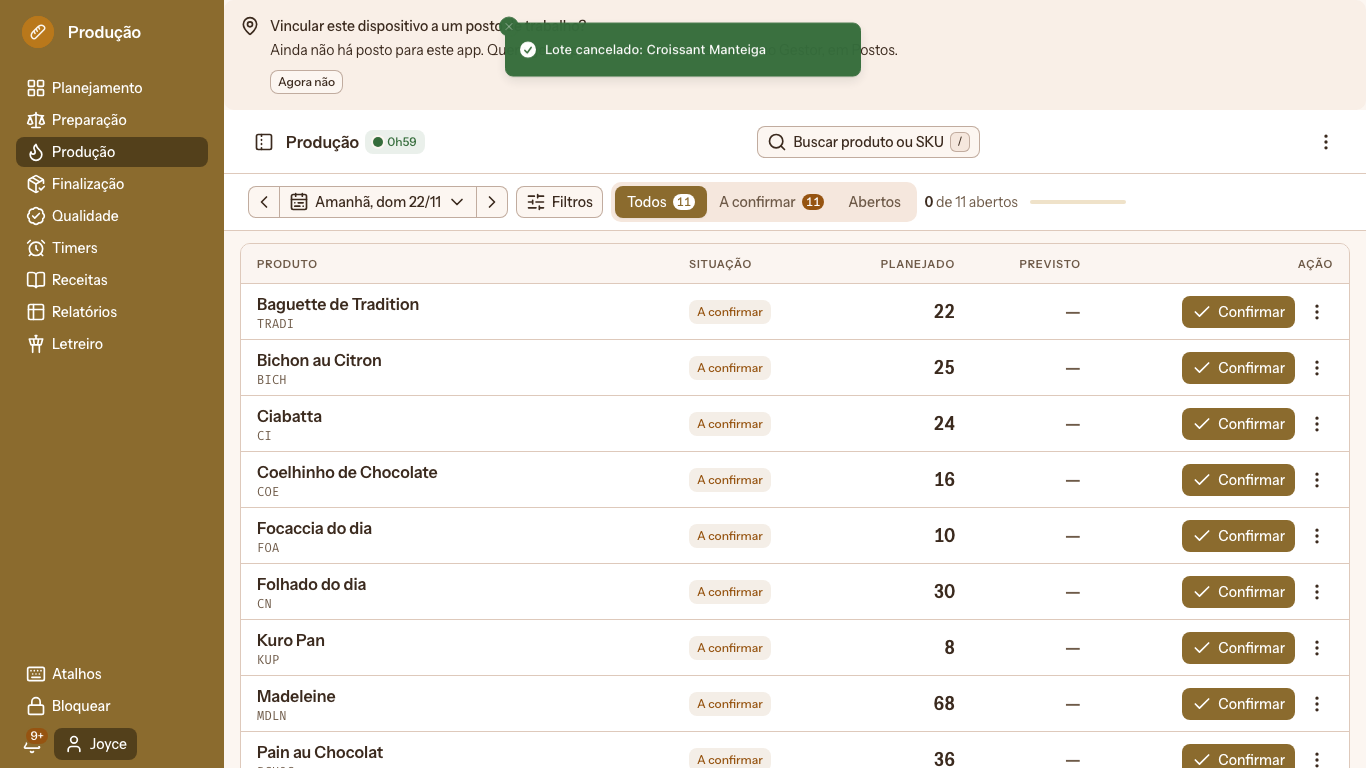 Produção
Planejamento
Preparação
Produção
Finalização
Qualidade
Timers
Receitas
Relatórios
Letreiro
Atalhos
Bloquear
9+
Joyce
Vincular este dispositivo a um posto
Ainda não há posto para este app.
Agora não
Lote cancelado: Croissant Manteiga
Produção
0h59
Buscar produto ou SKU /
Amanhã, dom 22/11
Filtros
Todos 11
A confirmar 11
Abertos
0 de 11 abertos
PRODUTO SITUAÇÃO PLANEJADO PREVISTO AÇÃO
Baguette de Tradition A confirmar 22 — Confirmar
TRADI
Bichon au Citron A confirmar 25 — Confirmar
BICH
Ciabatta A confirmar 24 — Confirmar
CI
Coelhinho de Chocolate A confirmar 16 — Confirmar
COE
Focaccia do dia A confirmar 10 — Confirmar
FOA
Folhado do dia A confirmar 30 — Confirmar
CN
Kuro Pan A confirmar 8 — Confirmar
KUP
Madeleine A confirmar 68 — Confirmar
MDLN
Pain au Chocolat A confirmar 36 — Confirmar